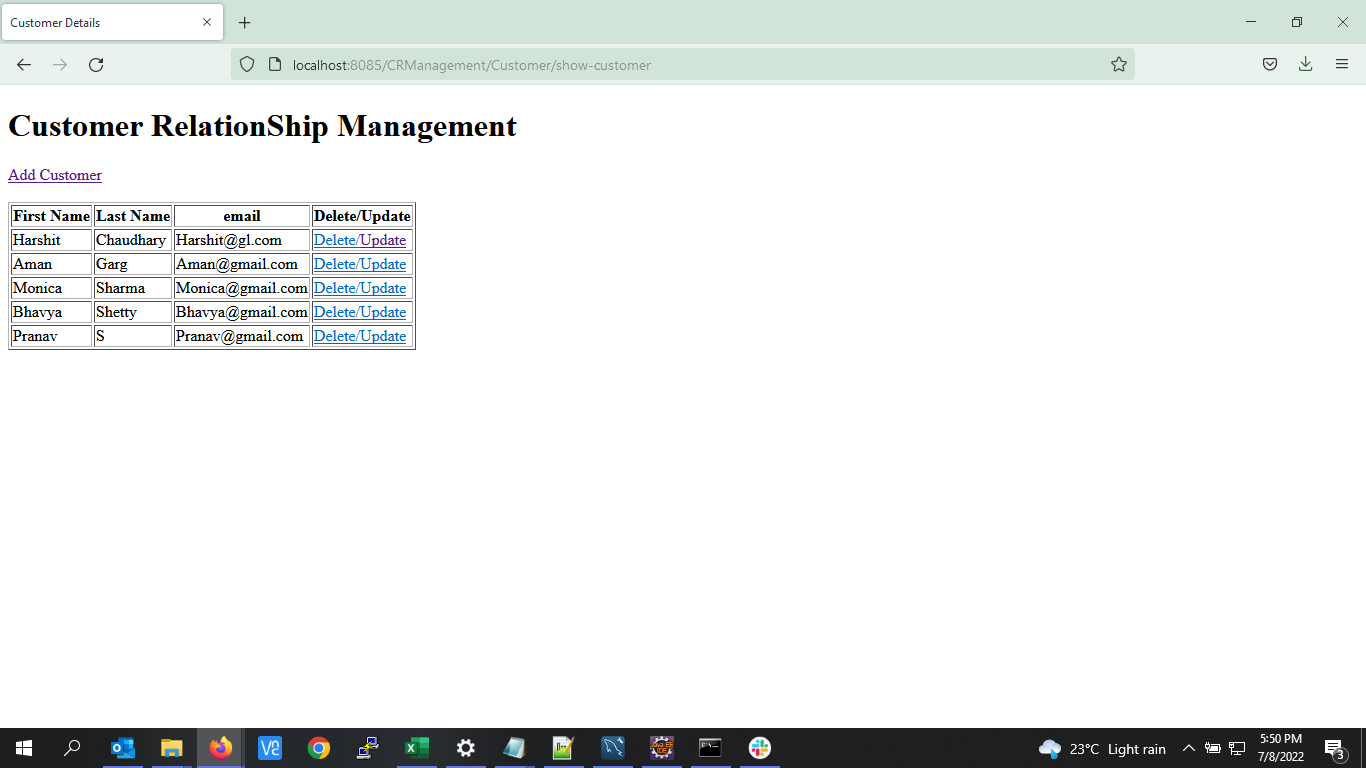 Customer Details
localhost:8085/CRManagement/Customer/show-customer
Customer RelationShip Management
Add Customer
First Name Last Name email Delete/Update
Harshit Chaudhary Harshit@gl.com Delete/Update
Aman Garg Aman@gmail.com Delete/Update
Monica Sharma Monica@gmail.com Delete/Update
Bhavya Shetty Bhavya@gmail.com Delete/Update
Pranav S Pranav@gmail.com Delete/Update
23°C Light rain
5:50 PM
7/8/2022
3